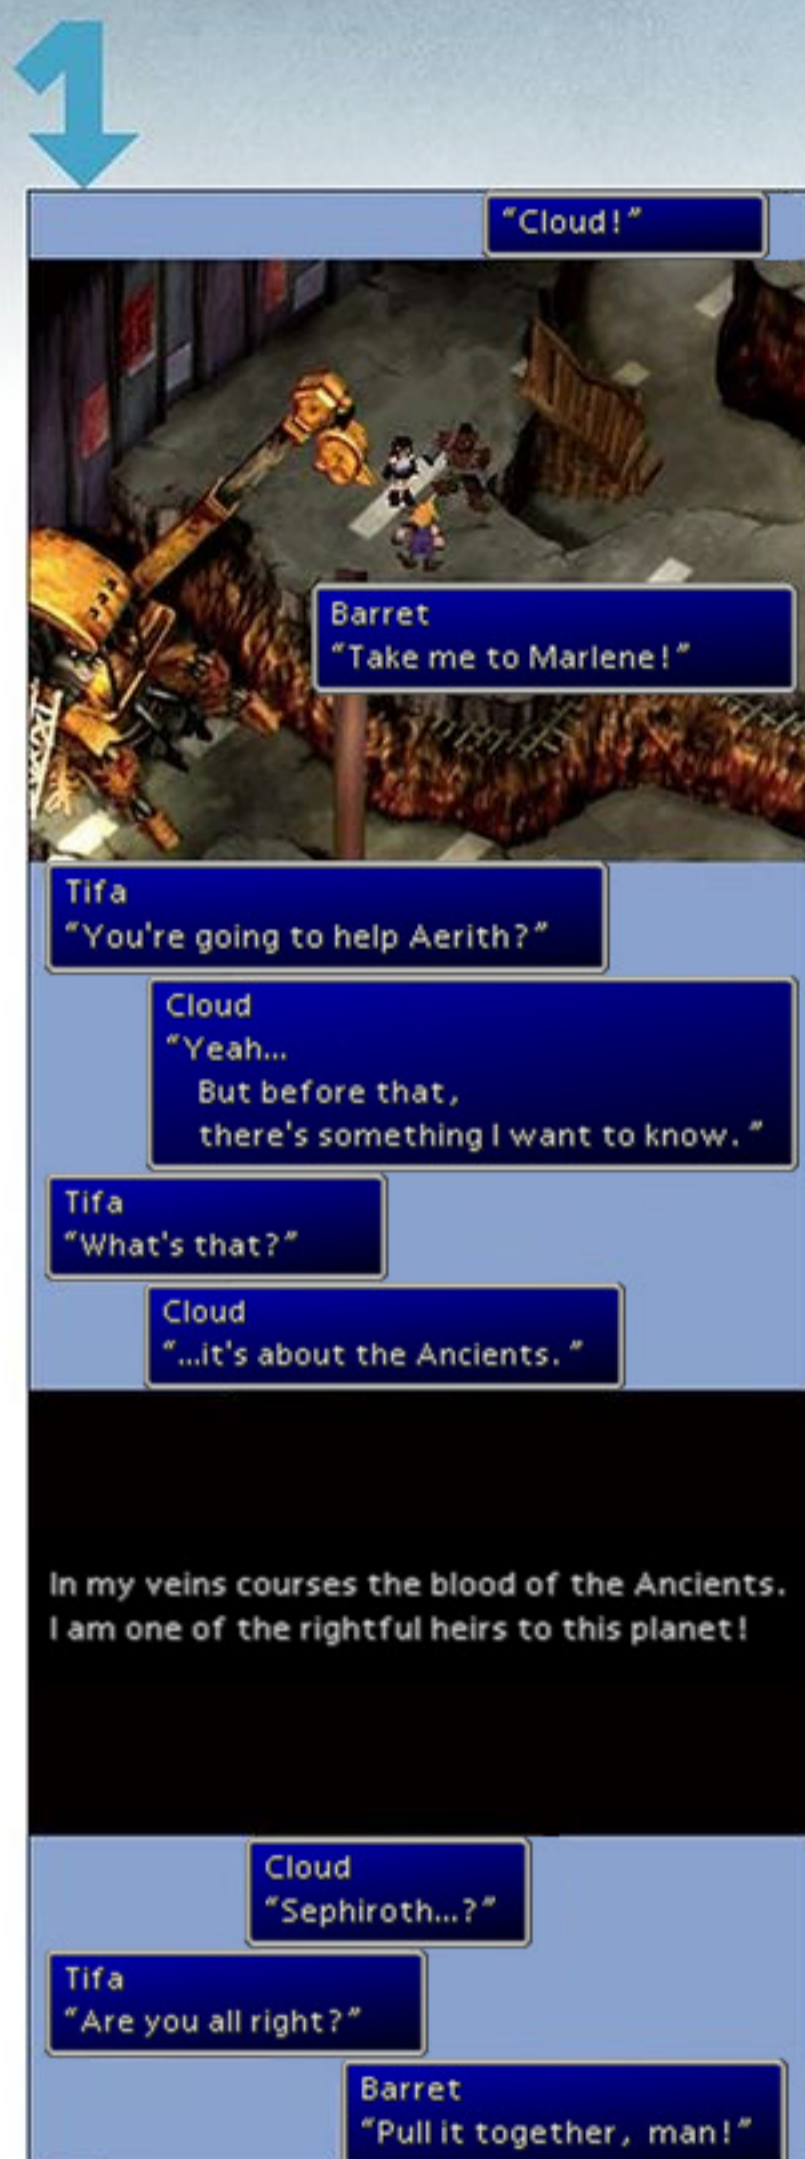 1
“Cloud!”
Barret
“Take me to Marlene!”
Tifa
“You're going to help Aerith?”
Cloud
“Yeah...
But before that,
there's something I want to know.”
Tifa
“What's that?”
Cloud
“...it's about the Ancients.”
In my veins courses the blood of the Ancients.
I am one of the rightful heirs to this planet!
Cloud
“Sephiroth...?”
Tifa
“Are you all right?”
Barret
“Pull it together, man!”